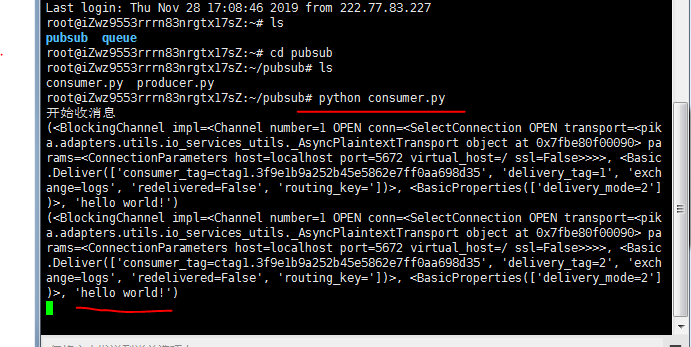 Last login: Thu Nov 28 17:08:46 2019 from 222.77.83.227
root@iZwz9553rrrn83nrgtx17sZ:~# ls
pubsub queue
root@iZwz9553rrrn83nrgtx17sZ:~# cd pubsub
root@iZwz9553rrrn83nrgtx17sZ:~/pubsub# ls
consumer.py producer.py
root@iZwz9553rrrn83nrgtx17sZ:~/pubsub# python consumer.py
开始收消息
(<BlockingChannel impl=<Channel number=1 OPEN conn=<SelectConnection OPEN transport=<pik
a.adapters.utils.io_services_utils._AsyncPlaintextTransport object at 0x7fbe80f00090> pa
rams=<ConnectionParameters host=localhost port=5672 virtual_host=/ ssl=False>>>>, <Basic
.Deliver(['consumer_tag=ctag1.3f9e1b9a252b45e5862e7ff0aa698d35', 'delivery_tag=1', 'exch
ange=logs', 'redelivered=False', 'routing_key='])>, <BasicProperties(['delivery_mode=2']
)>, 'hello world!')
(<BlockingChannel impl=<Channel number=1 OPEN conn=<SelectConnection OPEN transport=<pik
a.adapters.utils.io_services_utils._AsyncPlaintextTransport object at 0x7fbe80f00090> pa
rams=<ConnectionParameters host=localhost port=5672 virtual_host=/ ssl=False>>>>, <Basic
.Deliver(['consumer_tag=ctag1.3f9e1b9a252b45e5862e7ff0aa698d35', 'delivery_tag=2', 'exch
ange=logs', 'redelivered=False', 'routing_key='])>, <BasicProperties(['delivery_mode=2']
)>, 'hello world!')